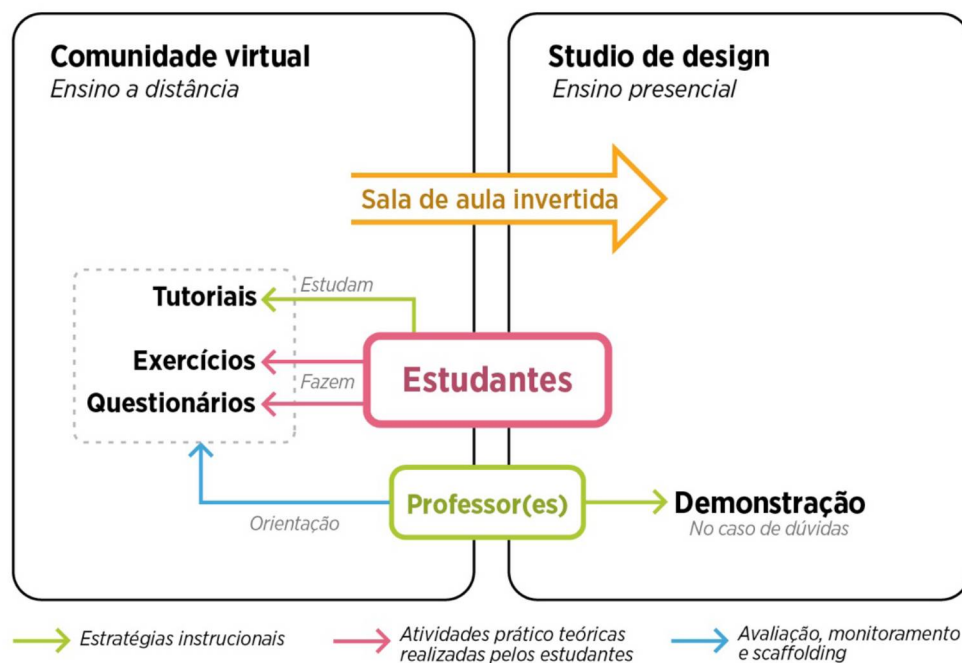 Comunidade virtual
Ensino a distância
Studio de design
Ensino presencial
Sala de aula invertida
Estudam
Tutoriais
Exercícios
Fazem
Questionários
Estudantes
Professor(es)
Orientação
Demonstração
No caso de dúvidas
Estratégias instrucionais
Atividades prático teóricas
realizadas pelos estudantes
Avaliação, monitoramento
e scaffolding